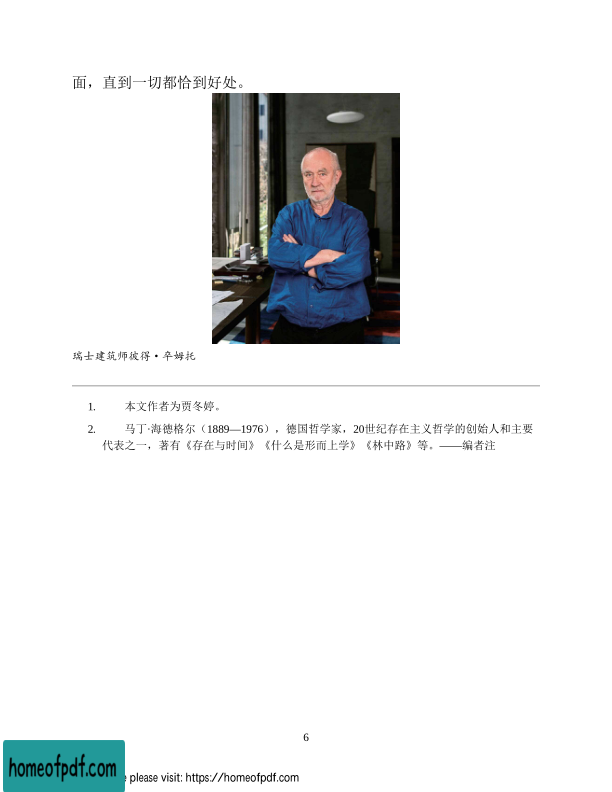 面，直到一切都恰到好处。
瑞士建筑师彼得·卒姆托
1. 本文作者为贾冬婷。
2. 马丁·海德格尔（1889—1976），德国哲学家，20世纪存在主义哲学的创始人和主要
代表之一，著有《存在与时间》《什么是形而上学》《林中路》等。——编者注
6
homeofpdf.com
please visit: https://homeofpdf.com